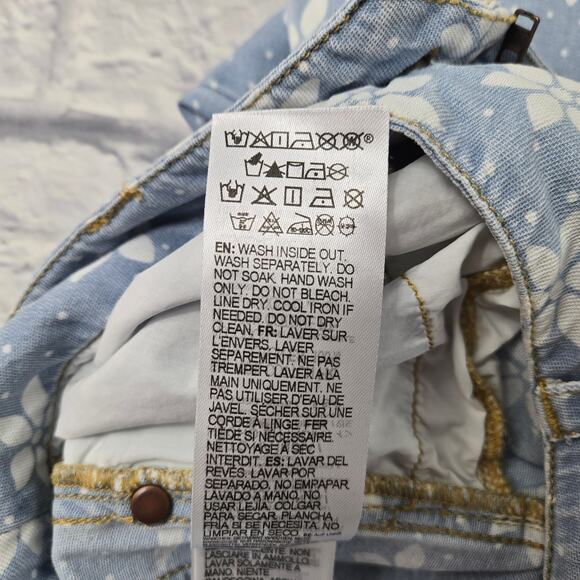 EN: WASH INSIDE OUT.
WASH SEPARATELY. DO
NOT SOAK. HAND WASH
ONLY. DO NOT BLEACH.
LINE DRY. COOL IRON IF
NEEDED. DO NOT DRY
CLEAN. FR: LAVER SUR
L'ENVERS. LAVER
SEPAREMENT. NE PAS
TREMPER. LAVER A LA
MAIN UNIQUEMENT. NE
PAS UTILISER D'EAU DE
JAVEL. SÉCHER SUR UNE
CORDE À LINGE. FER
TIÈDE SI NÉCESSAIRE.
NETTOYAGE À SEC
INTERDIT. ES: LAVAR DEL
REVÉS. LAVAR POR
SEPARADO. NO EMPAPAR.
LAVADO A MANO. NO
USAR LEJÍA. COLGAR
PARA SECAR. PLANCHA
FRÍA SI SE NECESITA. NO
LIMPIAR EN SECO.
LASCIARE IN AMMOLLO.